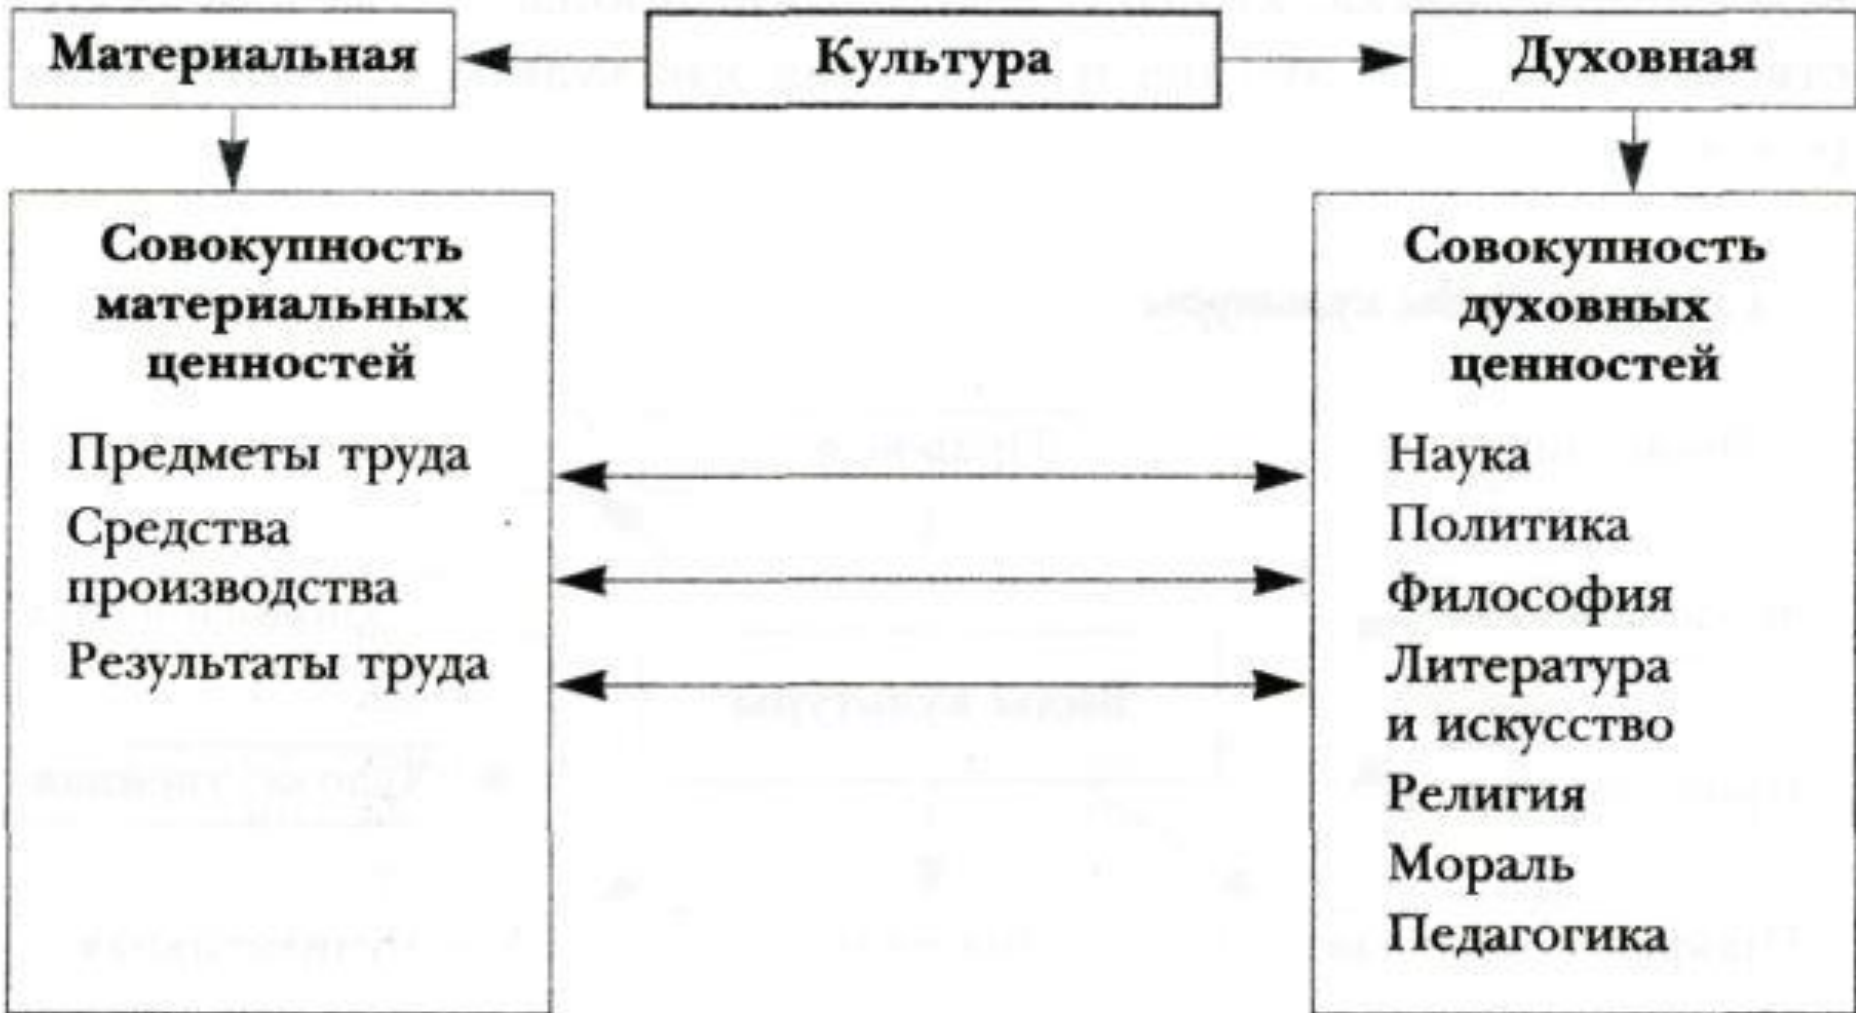 Материальная
Культура
Духовная
Совокупность
материальных
ценностей
Предметы труда
Средства
производства
Результаты труда
Совокупность
духовных
ценностей
Наука
Политика
Философия
Литература
и искусство
Религия
Мораль
Педагогика